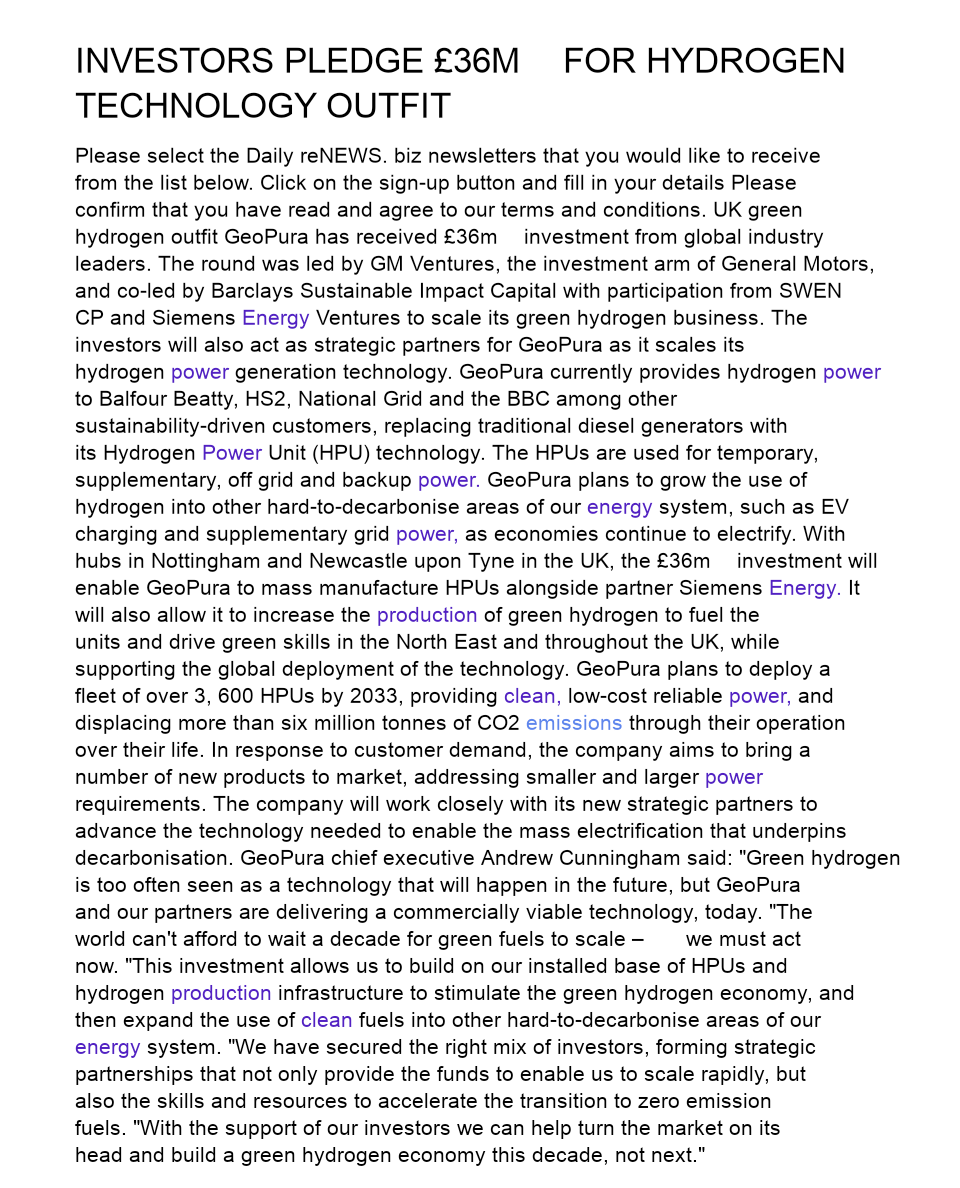 INVESTORS PLEDGE £36M FOR HYDROGEN
TECHNOLOGY OUTFIT
Please select the Daily reNEWS. biz newsletters that you would like to receive
from the list below. Click on the sign-up button and fill in your details Please
confirm that you have read and agree to our terms and conditions. UK green
hydrogen outfit GeoPura has received £36m investment from global industry
leaders. The round was led by GM Ventures, the investment arm of General Motors,
and co-led by Barclays Sustainable Impact Capital with participation from SWEN
CP and Siemens Energy Ventures to scale its green hydrogen business. The
investors will also act as strategic partners for GeoPura as it scales its
hydrogen power generation technology. GeoPura currently provides hydrogen power
to Balfour Beatty, HS2, National Grid and the BBC among other
sustainability-driven customers, replacing traditional diesel generators with
its Hydrogen Power Unit (HPU) technology. The HPUs are used for temporary,
supplementary, off grid and backup power. GeoPura plans to grow the use of
hydrogen into other hard-to-decarbonise areas of our energy system, such as EV
charging and supplementary grid power, as economies continue to electrify. With
hubs in Nottingham and Newcastle upon Tyne in the UK, the £36m investment will
enable GeoPura to mass manufacture HPUs alongside partner Siemens Energy. It
will also allow it to increase the production of green hydrogen to fuel the
units and drive green skills in the North East and throughout the UK, while
supporting the global deployment of the technology. GeoPura plans to deploy a
fleet of over 3, 600 HPUs by 2033, providing clean, low-cost reliable power, and
displacing more than six million tonnes of CO2 emissions through their operation
over their life. In response to customer demand, the company aims to bring a
number of new products to market, addressing smaller and larger power
requirements. The company will work closely with its new strategic partners to
advance the technology needed to enable the mass electrification that underpins
decarbonisation. GeoPura chief executive Andrew Cunningham said: "Green hydrogen
is too often seen as a technology that will happen in the future, but GeoPura
and our partners are delivering a commercially viable technology, today. "The
world can't afford to wait a decade for green fuels to scale – we must act
now. "This investment allows us to build on our installed base of HPUs and
hydrogen production infrastructure to stimulate the green hydrogen economy, and
then expand the use of clean fuels into other hard-to-decarbonise areas of our
energy system. "We have secured the right mix of investors, forming strategic
partnerships that not only provide the funds to enable us to scale rapidly, but
also the skills and resources to accelerate the transition to zero emission
fuels. "With the support of our investors we can help turn the market on its
head and build a green hydrogen economy this decade, not next."